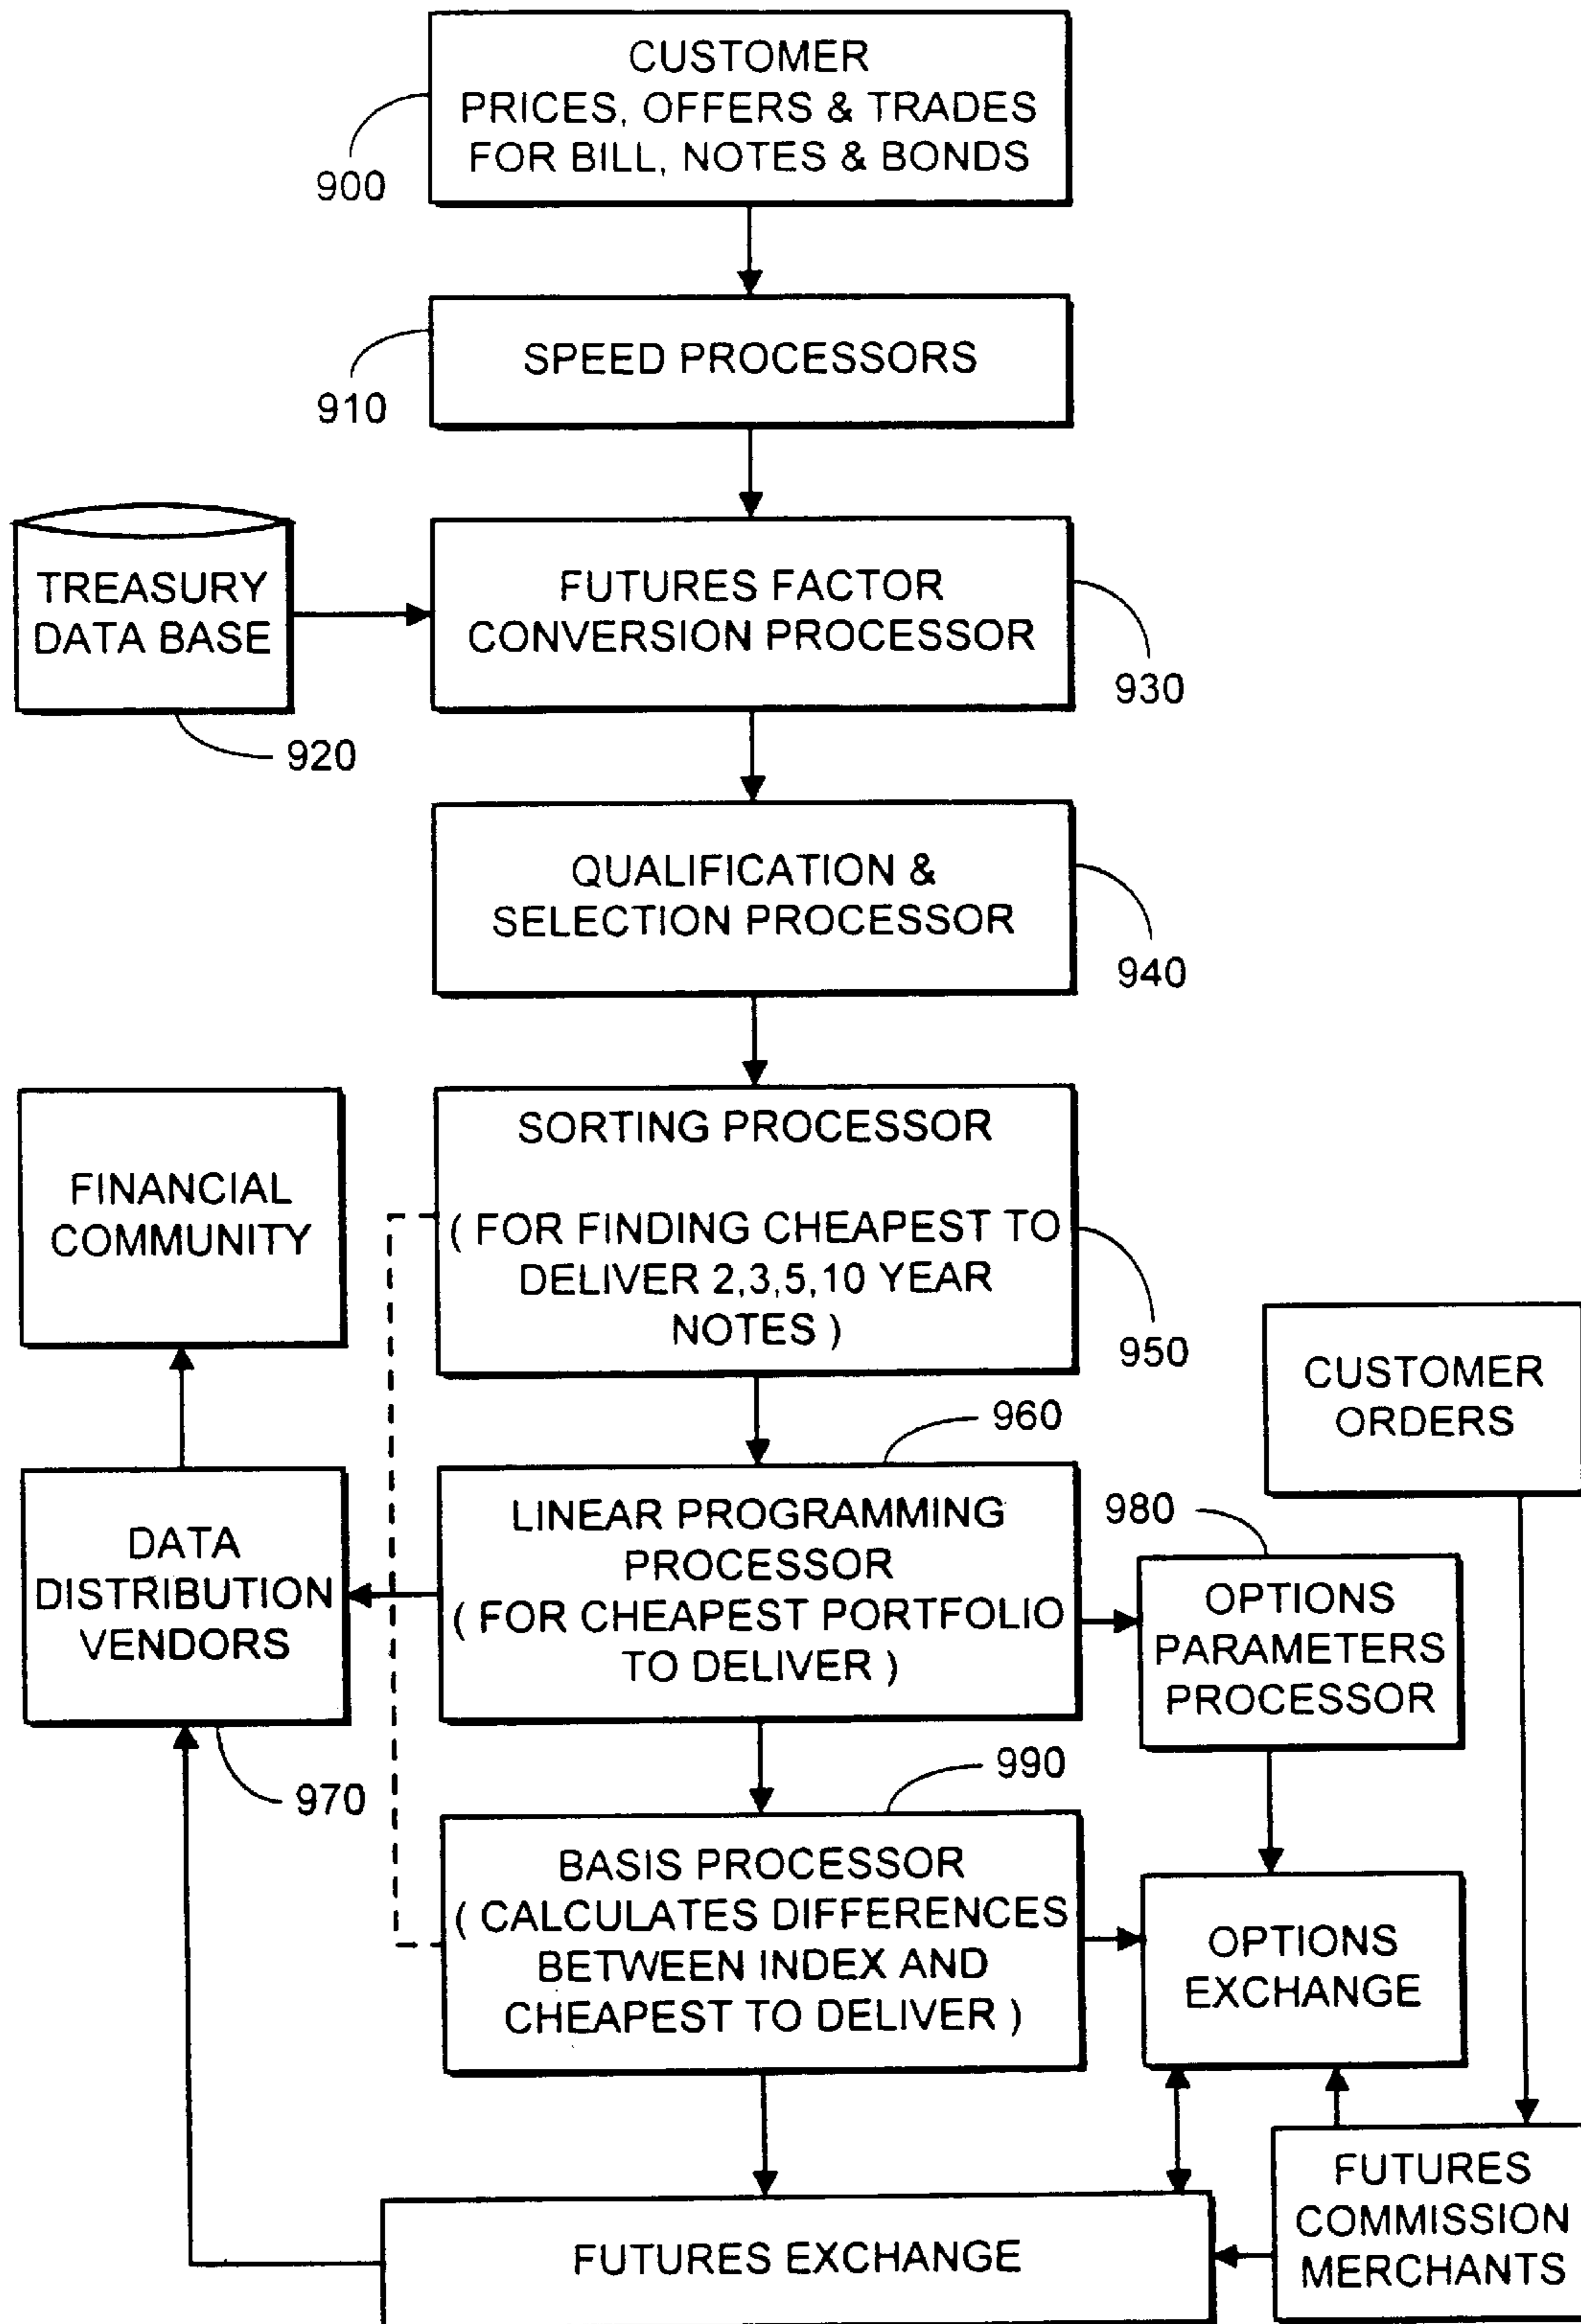 CUSTOMER
PRICES, OFFERS & TRADES
FOR BILL, NOTES & BONDS
900
SPEED PROCESSORS
910
TREASURY
DATA BASE
920
FUTURES FACTOR
CONVERSION PROCESSOR
930
QUALIFICATION &
SELECTION PROCESSOR
940
SORTING PROCESSOR
( FOR FINDING CHEAPEST TO
DELIVER 2,3,5,10 YEAR
NOTES )
950
FINANCIAL
COMMUNITY
CUSTOMER
ORDERS
960
LINEAR PROGRAMMING
PROCESSOR
( FOR CHEAPEST PORTFOLIO
TO DELIVER )
DATA
DISTRIBUTION
VENDORS
970
980
OPTIONS
PARAMETERS
PROCESSOR
990
BASIS PROCESSOR
( CALCULATES DIFFERENCES
BETWEEN INDEX AND
CHEAPEST TO DELIVER )
OPTIONS
EXCHANGE
FUTURES EXCHANGE
FUTURES
COMMISSION
MERCHANTS